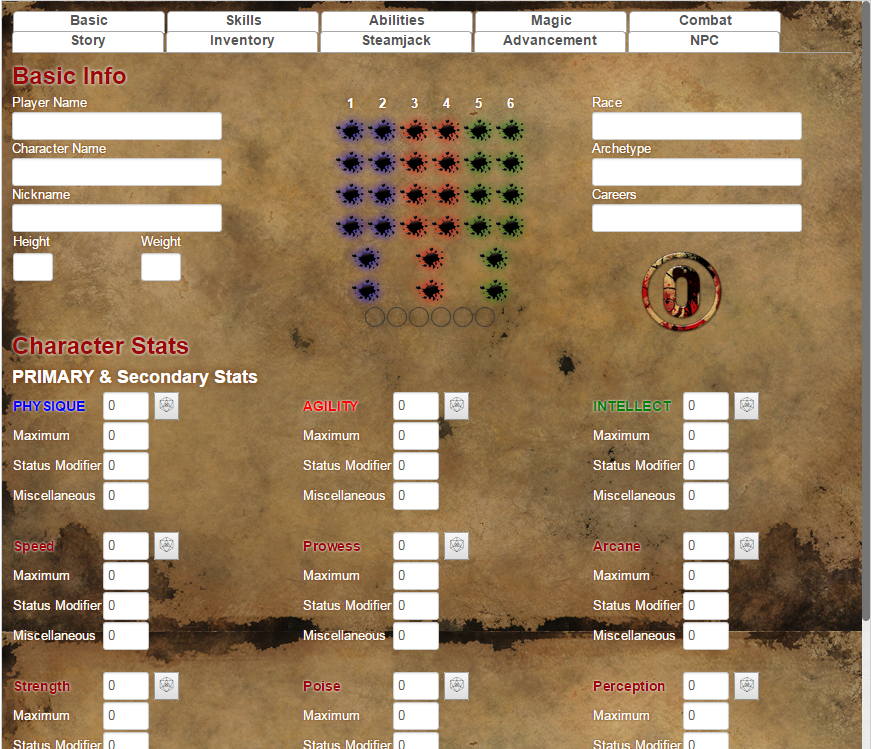 Basic Skills Abilities Magic Combat
Story Inventory Steamjack Advancement NPC
Basic Info
1 2 3 4 5 6
Player Name Race
Character Name Archetype
Nickname Careers
Height Weight
0
Character Stats
PRIMARY & Secondary Stats
PHYSIQUE 0 AGILITY 0 INTELLECT 0
Maximum 0 Maximum 0 Maximum 0
Status Modifier 0 Status Modifier 0 Status Modifier 0
Miscellaneous 0 Miscellaneous 0 Miscellaneous 0
Speed 0 Prowess 0 Arcane 0
Maximum 0 Maximum 0 Maximum 0
Status Modifier 0 Status Modifier 0 Status Modifier 0
Miscellaneous 0 Miscellaneous 0 Miscellaneous 0
Strength 0 Poise 0 Perception 0
Maximum 0 Maximum 0 Maximum 0
Status Modifier 0 Status Modifier 0 Status Modifier 0